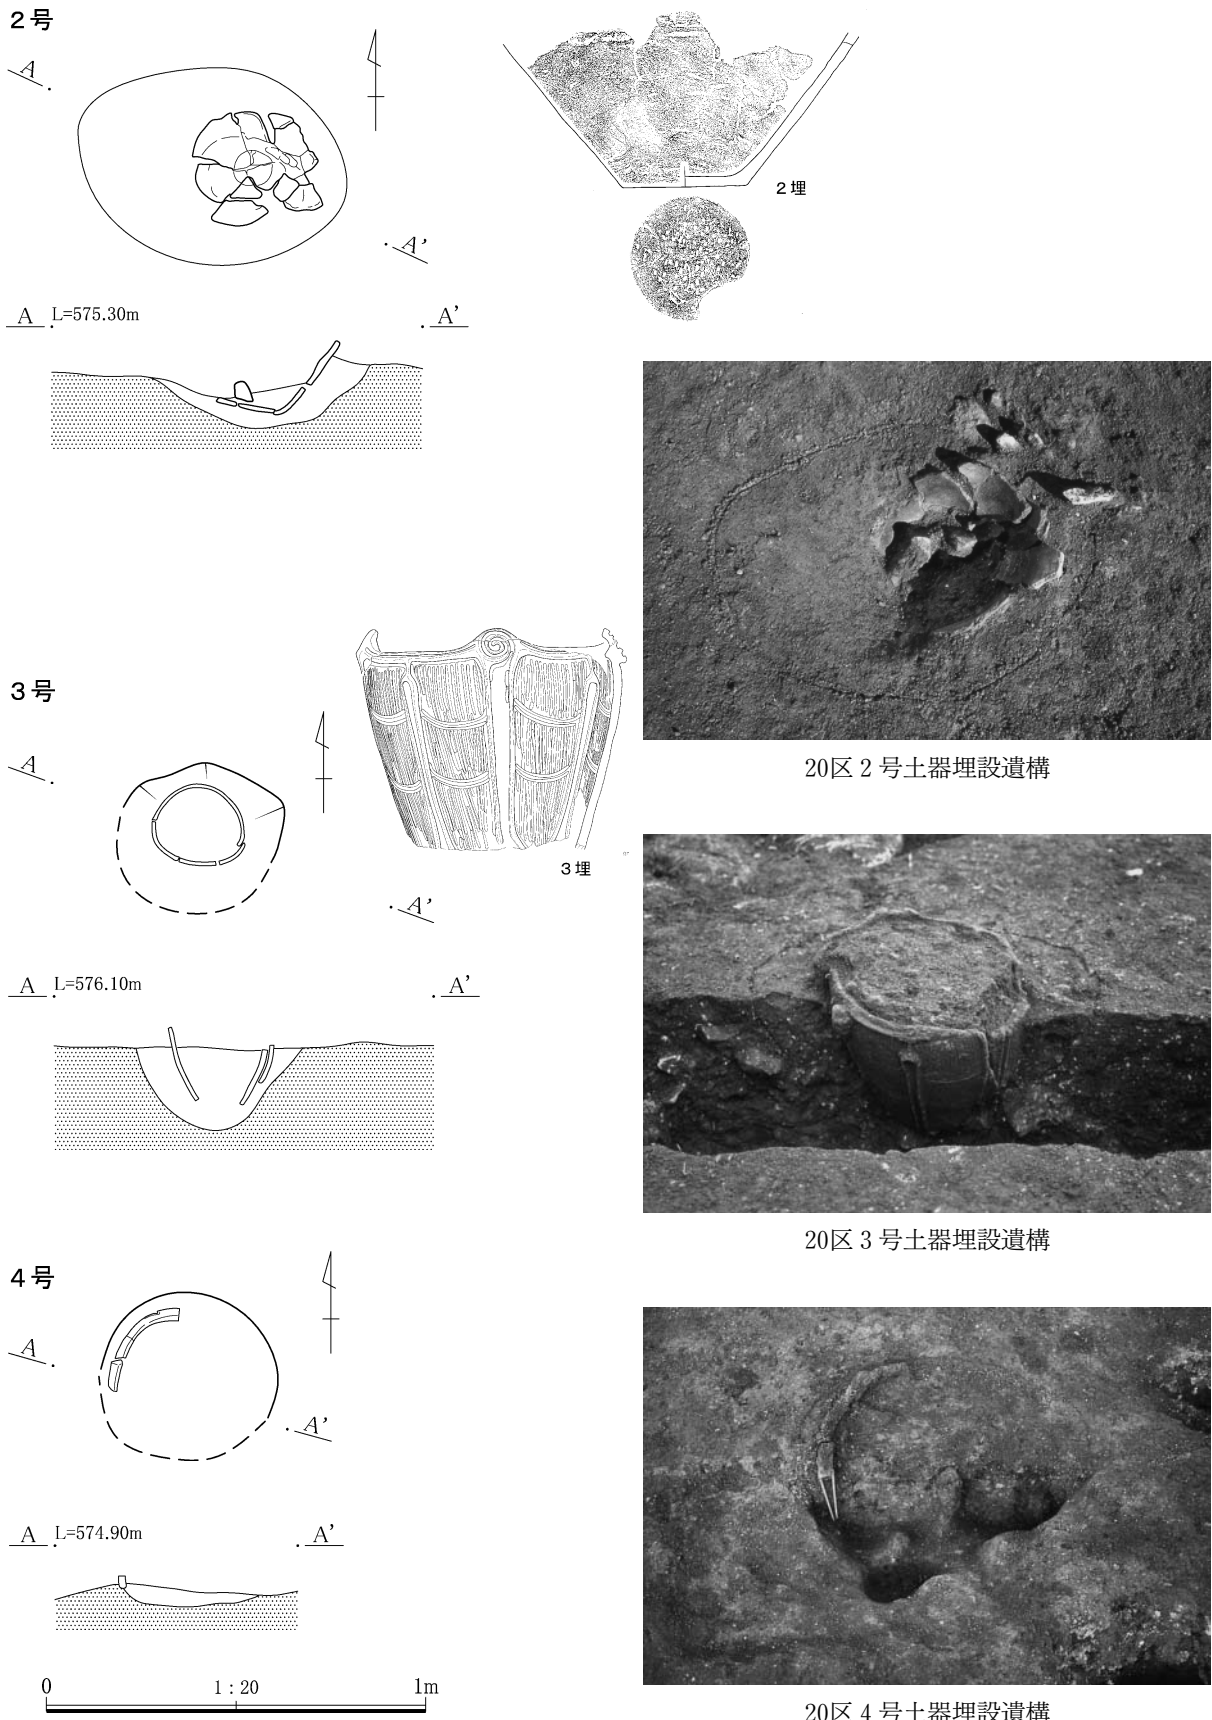 2号
A
A'
A L=575.30m A'
2埋
20区2号土器埋設遺構
3号
A
A'
3埋
A L=576.10m A'
20区3号土器埋設遺構
4号
A
A'
A L=574.90m A'
0 1:20 1m
20区4号土器埋設遺構